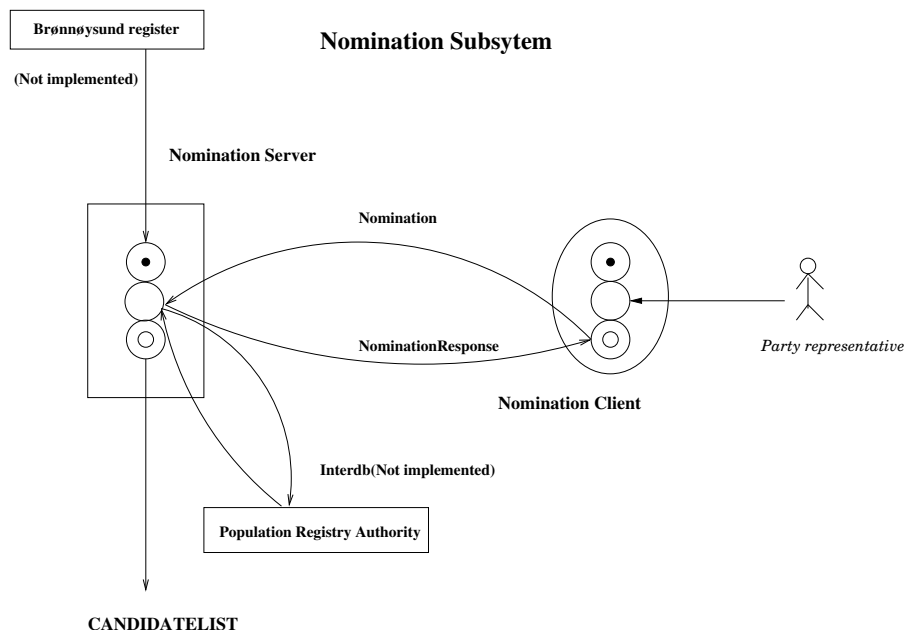 Brønnøysund register
Nomination Subsytem
(Not implemented)
Nomination Server
Nomination
NominationResponse
Party representative
Nomination Client
Interdb(Not implemented)
Population Registry Authority
CANDIDATELIST